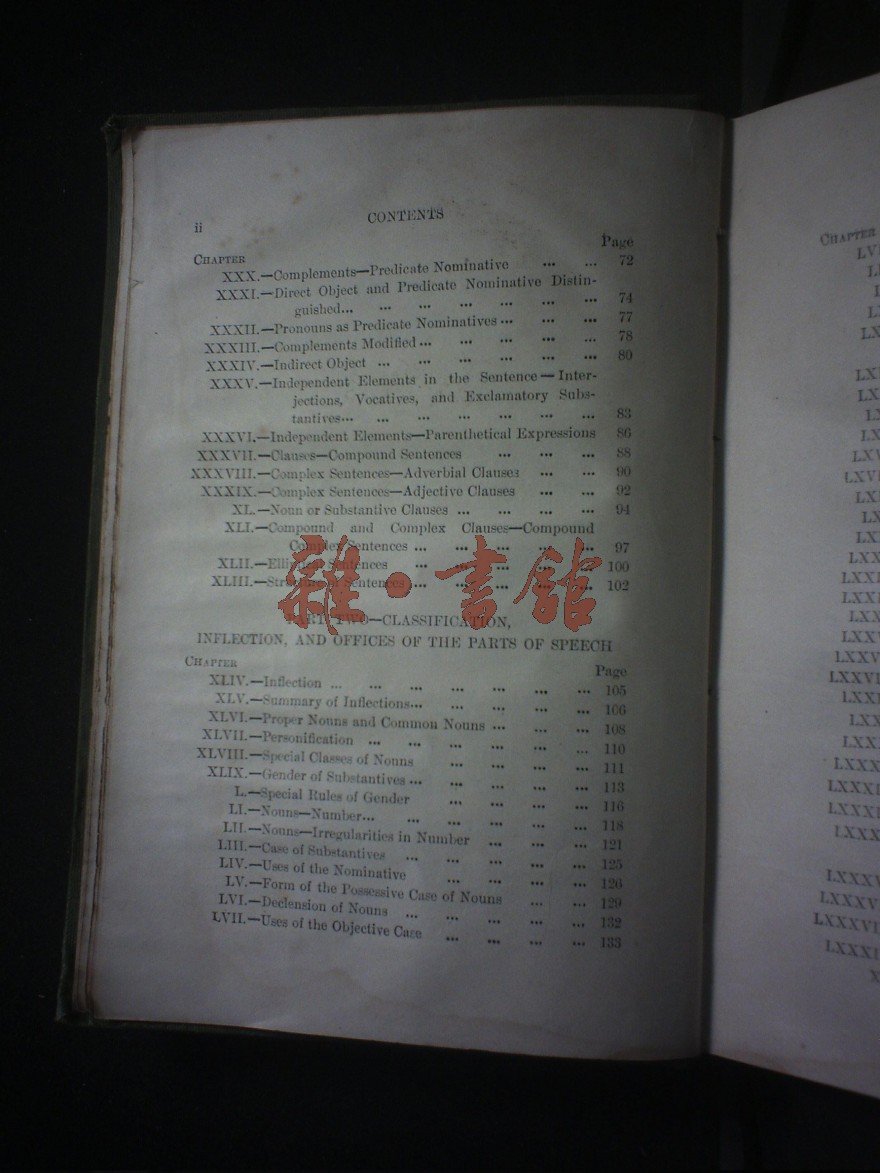 ii
CONTENTS
CHAPTER Page
XXX.—Complements—Predicate Nominative ... ... 72
XXXI.—Direct Object and Predicate Nominative Distin-
guished... ... ... ... ... ... ... 74
XXXII.—Pronouns as Predicate Nominatives ... ... ... 77
XXXIII.—Complements Modified ... ... ... ... ... 78
XXXIV.—Indirect Object ... ... ... ... ... ... 80
XXXV.—Independent Elements in the Sentence—Inter-
jections, Vocatives, and Exclamatory Subs-
tantives... ... ... ... ... ... ... 83
XXXVI.—Independent Elements—Parenthetical Expressions 86
XXXVII.—Clauses—Compound Sentences ... ... ... 88
XXXVIII.—Complex Sentences—Adverbial Clauses ... ... 90
XXXIX.—Complex Sentences—Adjective Clauses ... ... 92
XL.—Noun or Substantive Clauses ... ... ... ... 94
XLI.—Compound and Complex Clauses—Compound
Complex Sentences ... ... ... ... ... 97
XLII.—Elliptical Sentences ... ... ... ... ... 100
XLIII.—Structure of Sentences ... ... ... ... ... 102
雜·書館
PART TWO—CLASSIFICATION,
INFLECTION, AND OFFICES OF THE PARTS OF SPEECH
CHAPTER Page
XLIV.—Inflection ... ... ... ... ... ... ... 105
XLV.—Summary of Inflections... ... ... ... ... 106
XLVI.—Proper Nouns and Common Nouns ... ... ... 108
XLVII.—Personification ... ... ... ... ... ... 110
XLVIII.—Special Classes of Nouns ... ... ... ... 111
XLIX.—Gender of Substantives ... ... ... ... ... 113
L.—Special Rules of Gender ... ... ... ... 116
LI.—Nouns—Number... ... ... ... ... ... 118
LII.—Nouns—Irregularities in Number ... ... ... 121
LIII.—Case of Substantives ... ... ... ... ... 125
LIV.—Uses of the Nominative ... ... ... ... 126
LV.—Form of the Possessive Case of Nouns ... ... 129
LVI.—Declension of Nouns ... ... ... ... ... 132
LVII.—Uses of the Objective Case ... ... ... ... 133
CHAPTER